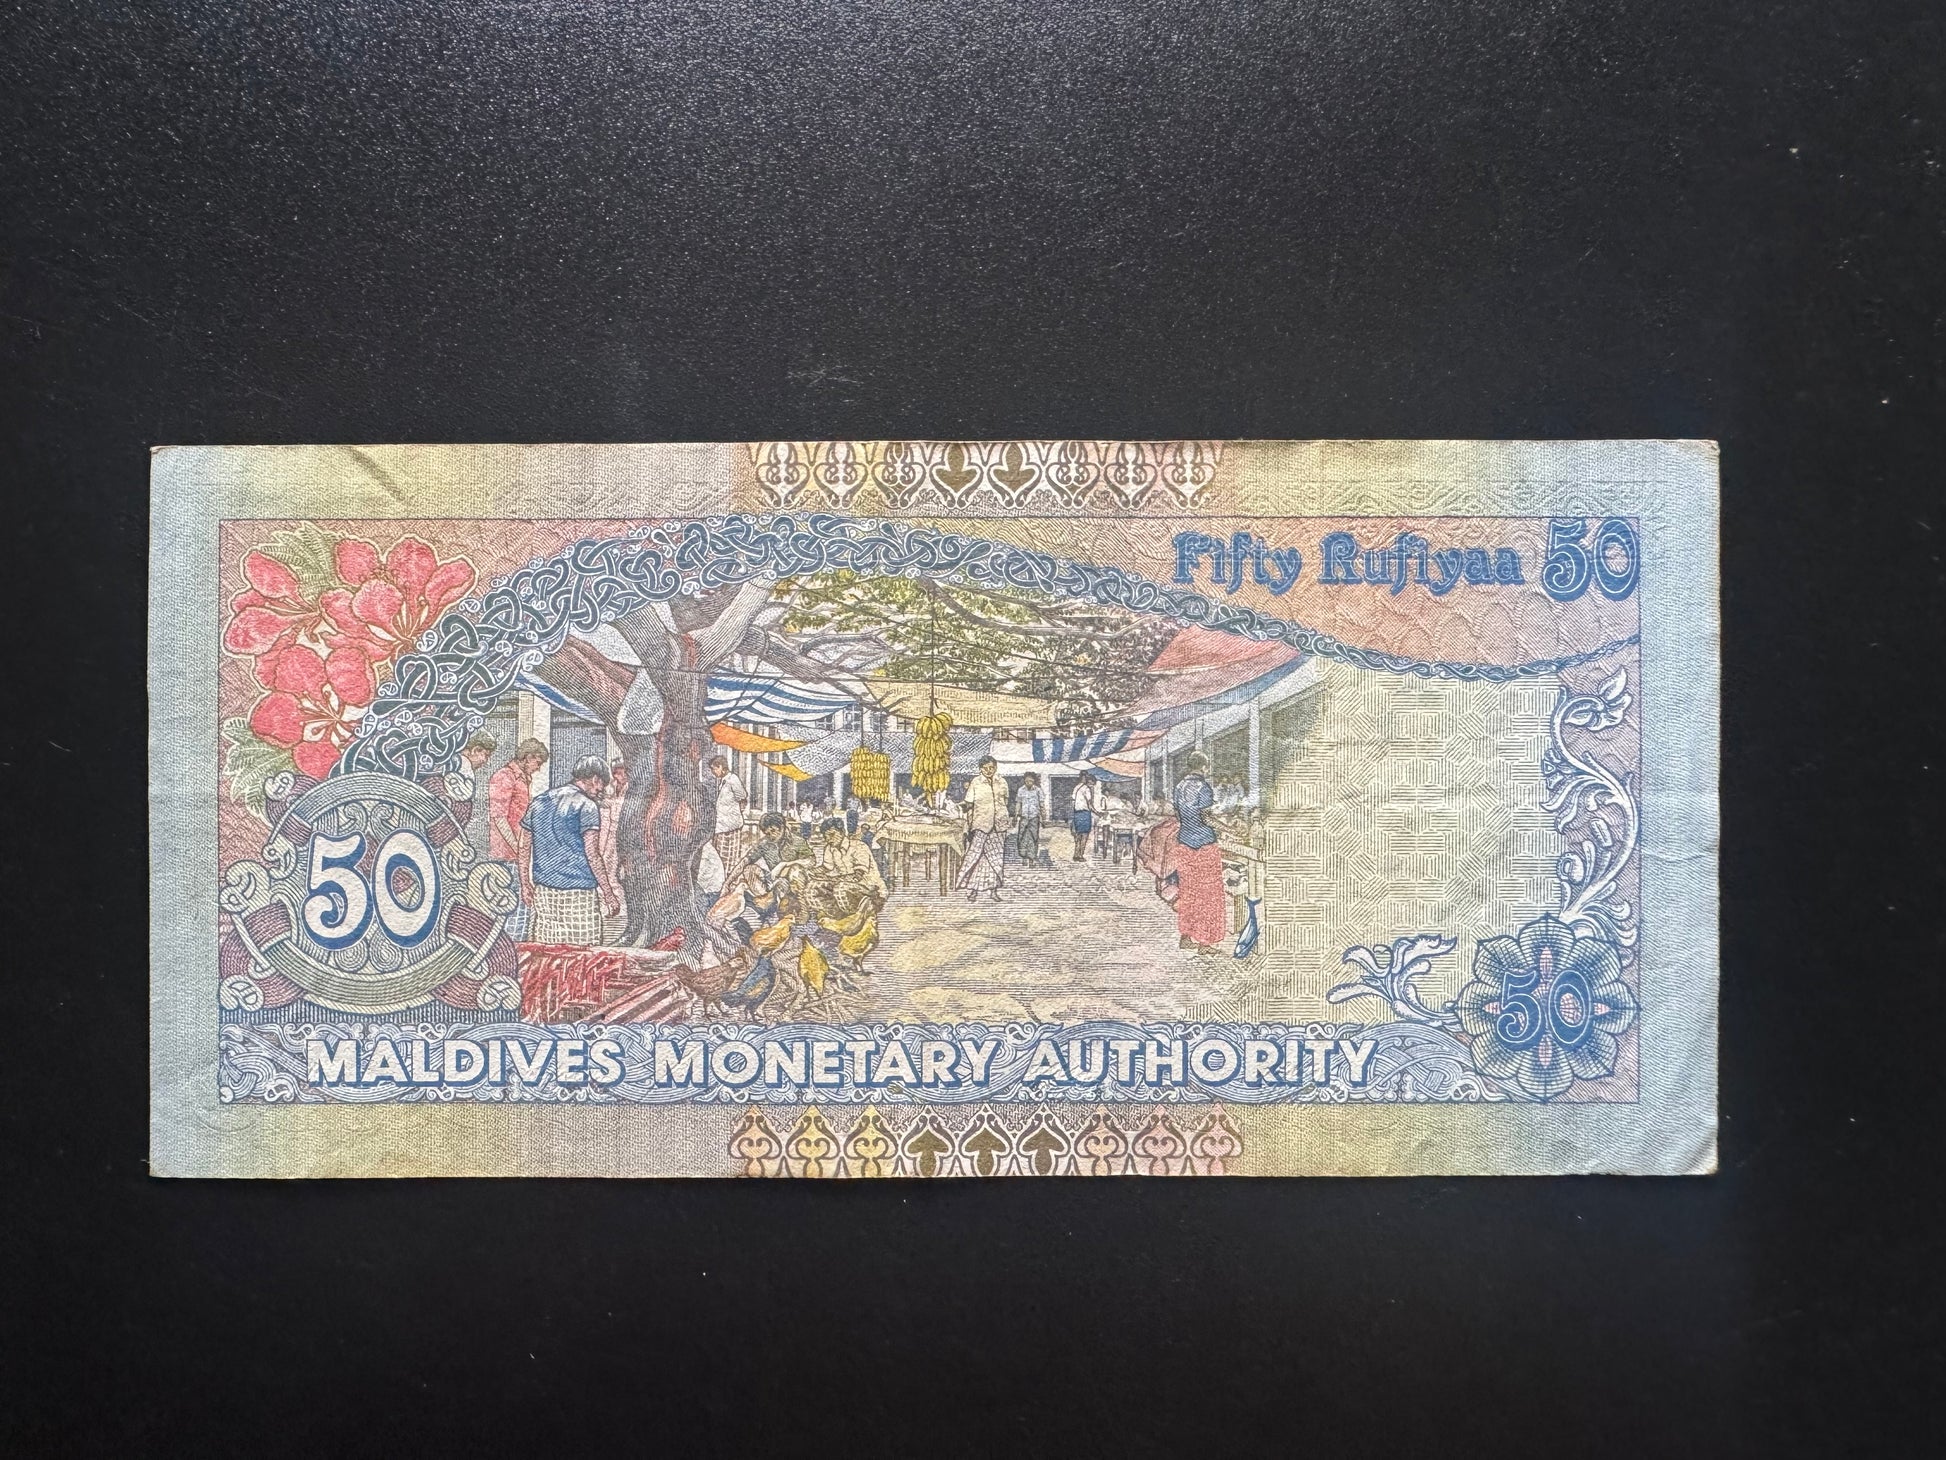 Fifty Rufiyaa 50
50
50
MALDIVES MONETARY AUTHORITY